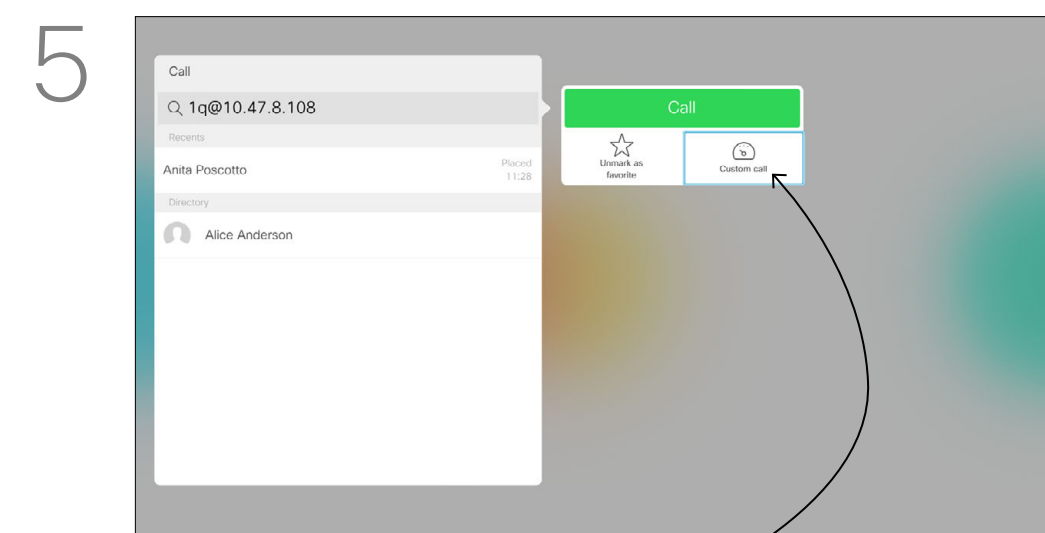 5
Call
1q@10.47.8.108
Call
Recents
Anita Poscotto
Placed
11:28
Unmark as
favorite
Custom call
Directory
Alice Anderson